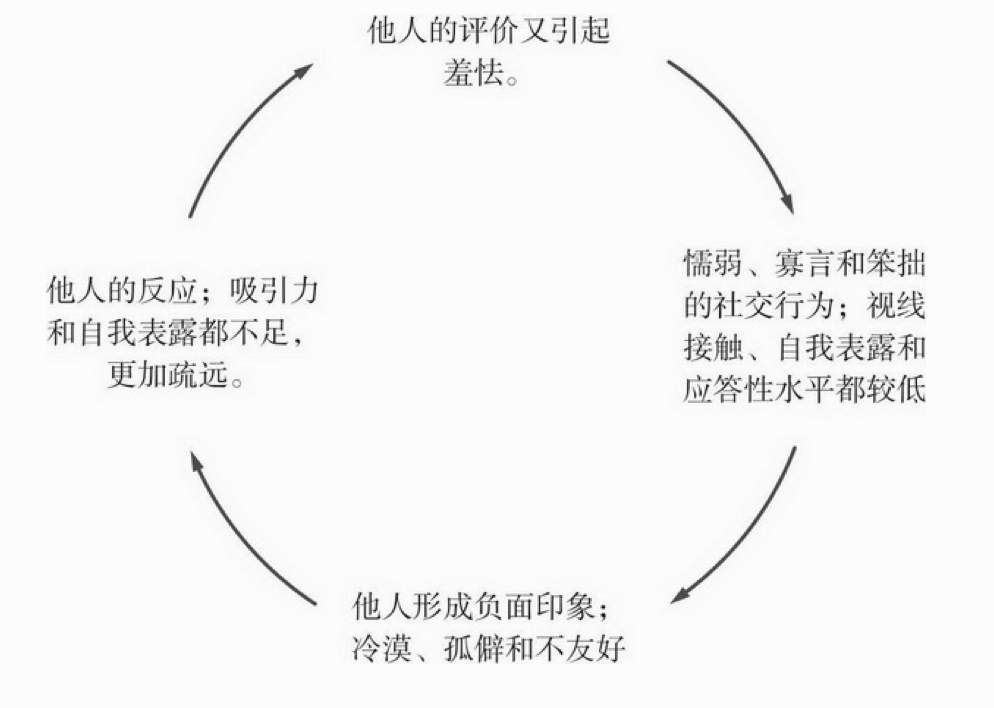 他人的评价又引起
羞怯。
懦弱、寡言和笨拙
的社交行为；视线
接触、自我表露和
应答性水平都较低
他人形成负面印象；
冷漠、孤僻和不友好
他人的反应；吸引力
和自我表露都不足，
更加疏远。